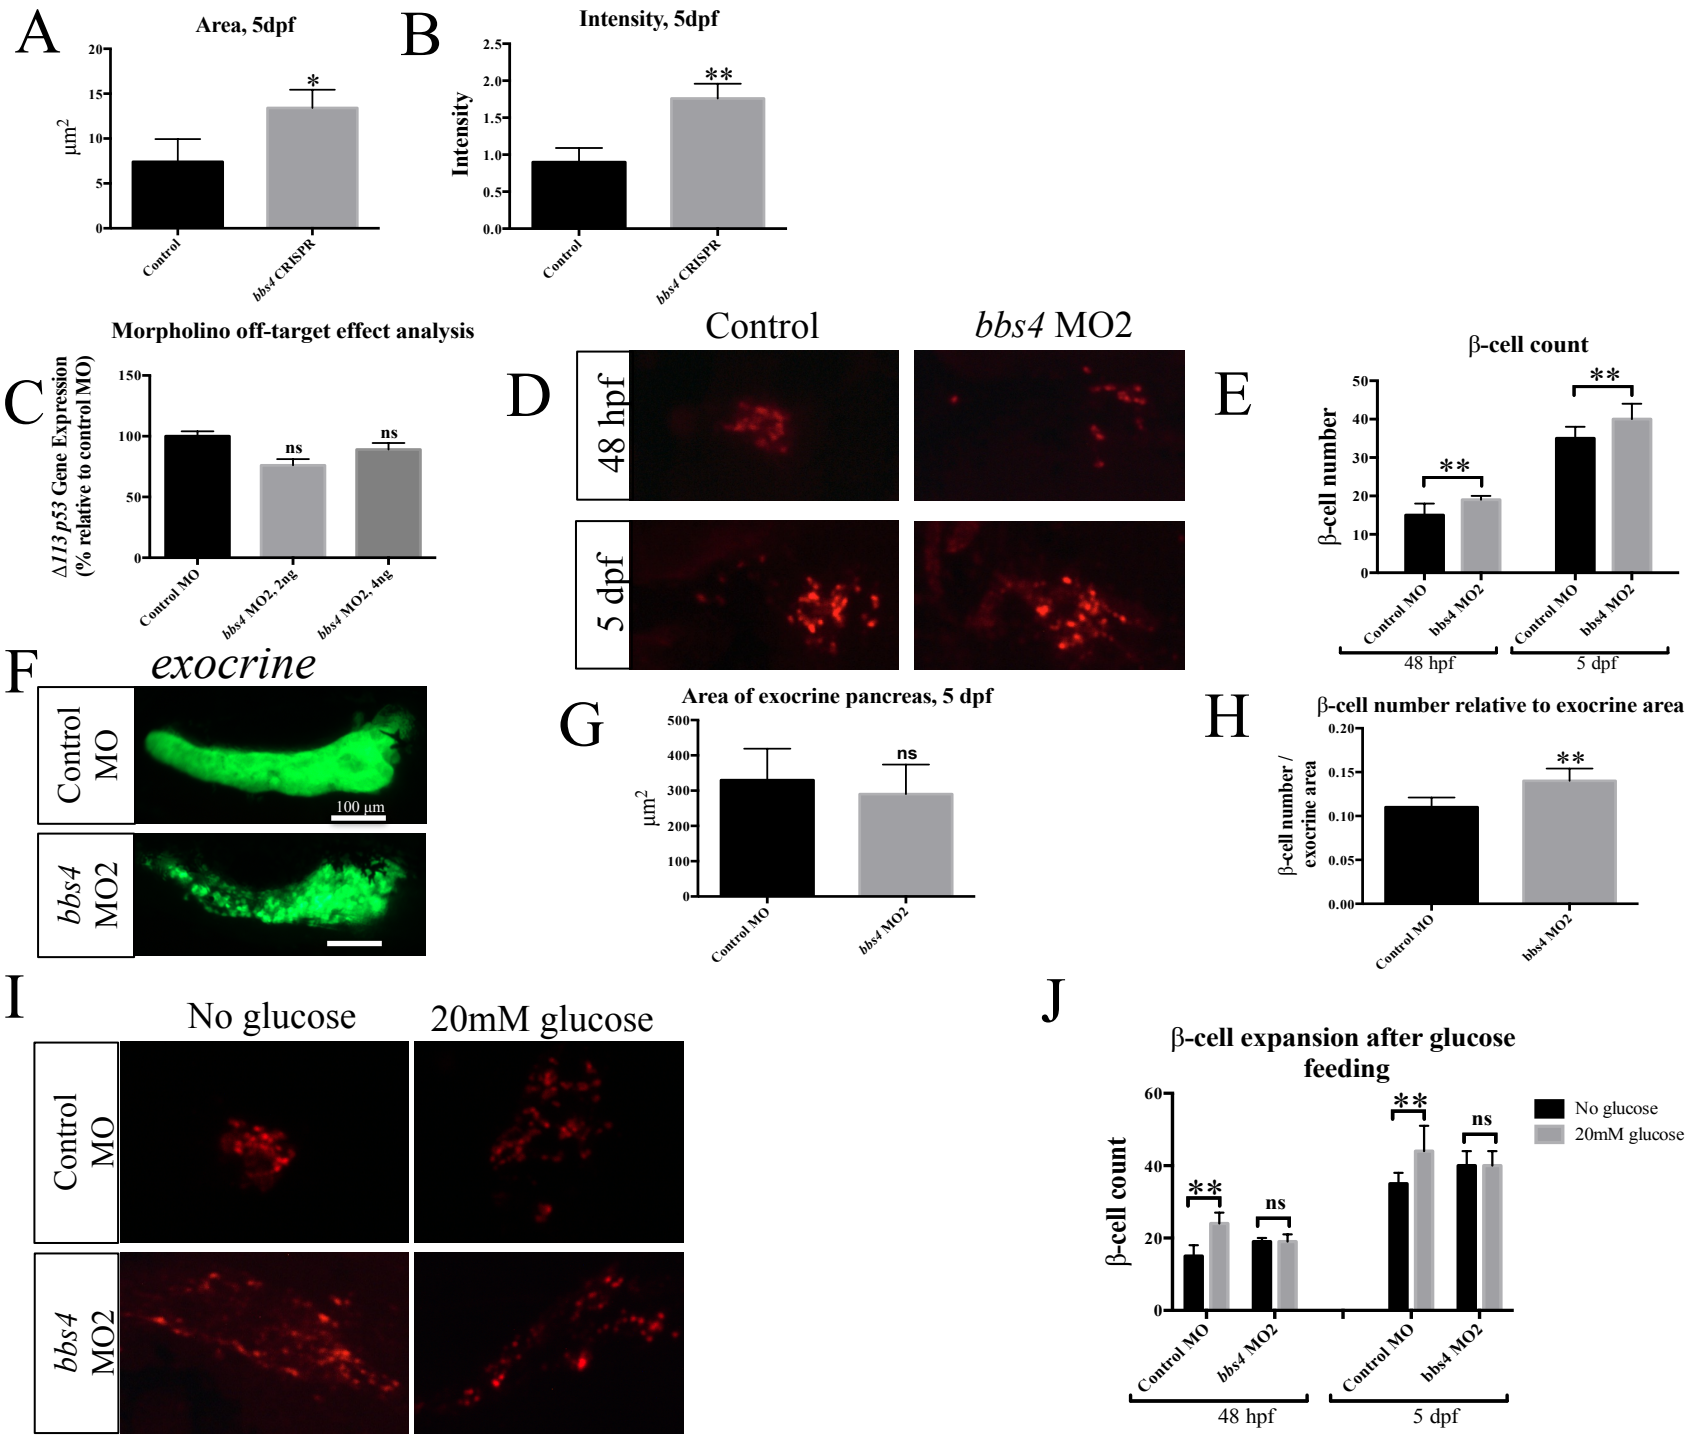 A
Area, 5dpf
μm2
20
15
10
5
0
*
Control
bbs4 CRISPR
B
Intensity, 5dpf
Intensity
2.5
2.0
1.5
1.0
0.5
0.0
**
Control
bbs4 CRISPR
C
Morpholino off-target effect analysis
Δ113 p53 Gene Expression
(% relative to control MO)
150
100
50
0
ns
ns
Control MO
bbs4 MO2, 2ng
bbs4 MO2, 4ng
D
Control
bbs4 MO2
48 hpf
5 dpf
E
β-cell count
β-cell number
50
40
30
20
10
0
**
**
Control MO
bbs4 MO2
Control MO
bbs4 MO2
48 hpf
5 dpf
F
exocrine
Control
MO
100 μm
bbs4
MO2
G
Area of exocrine pancreas, 5 dpf
μm2
500
400
300
200
100
0
ns
Control MO
bbs4 MO2
H
β-cell number relative to exocrine area
β-cell number /
exocrine area
0.20
0.15
0.10
0.05
0.00
**
Control MO
bbs4 MO2
I
No glucose
20mM glucose
Control
MO
bbs4
MO2
J
β-cell expansion after glucose
feeding
β-cell count
60
40
20
0
**
ns
**
ns
No glucose
20mM glucose
Control MO
bbs4 MO2
Control MO
bbs4 MO2
48 hpf
5 dpf